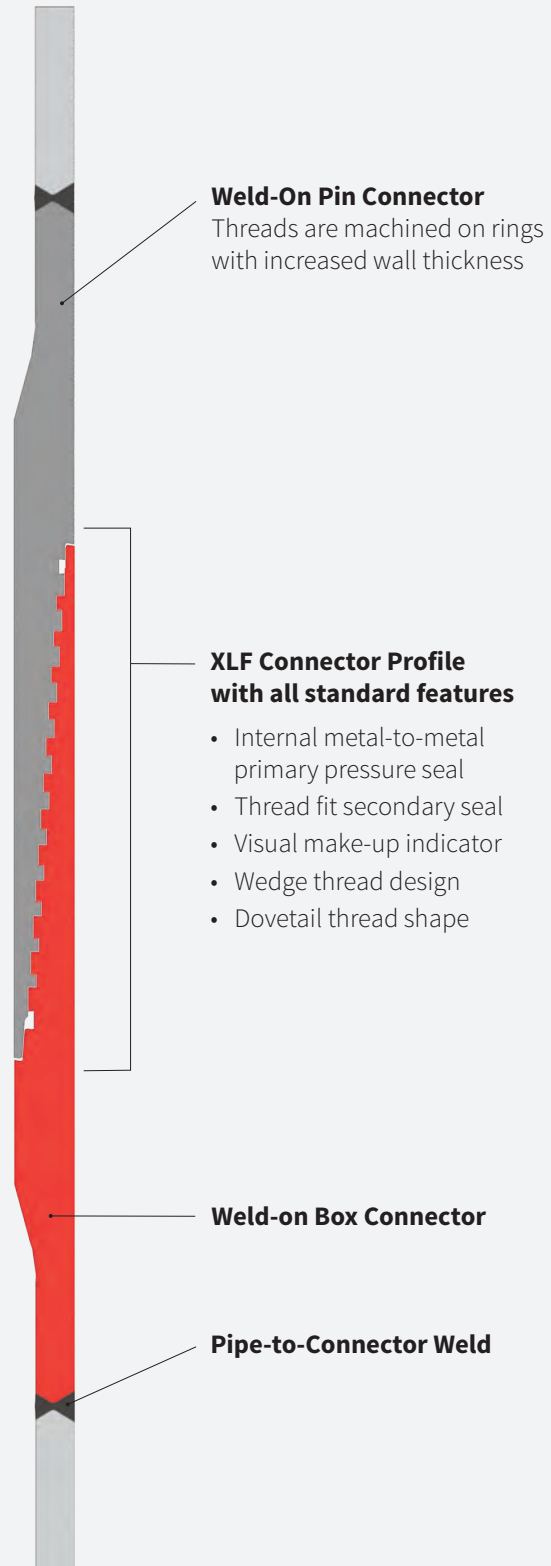 Weld-On Pin Connector
Threads are machined on rings
with increased wall thickness
XLF Connector Profile
with all standard features
• Internal metal-to-metal
primary pressure seal
• Thread fit secondary seal
• Visual make-up indicator
• Wedge thread design
• Dovetail thread shape
Weld-on Box Connector
Pipe-to-Connector Weld